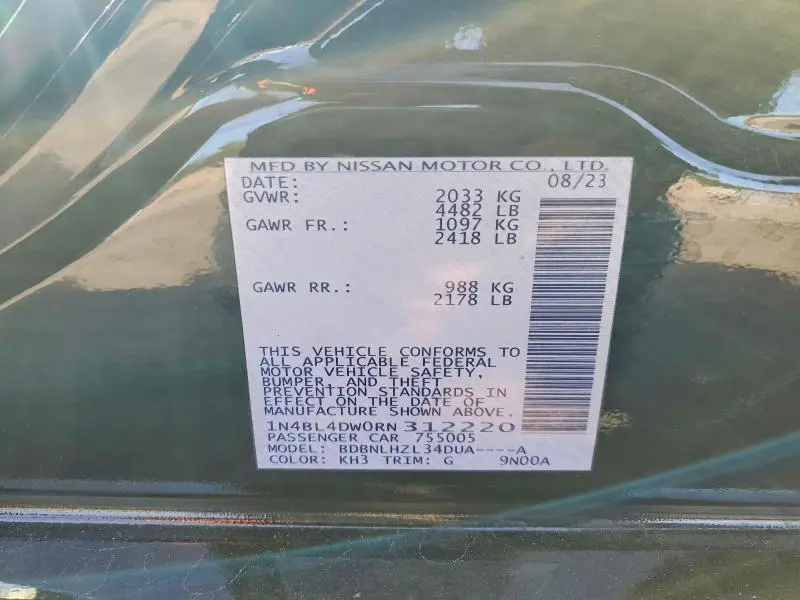 MFD BY NISSAN MOTOR CO., LTD.
DATE: 08/23
GVWR: 2033 KG
4482 LB
GAWR FR.: 1097 KG
2418 LB
GAWR RR.: 988 KG
2178 LB
THIS VEHICLE CONFORMS TO
ALL APPLICABLE FEDERAL
MOTOR VEHICLE SAFETY,
BUMPER, AND THEFT
PREVENTION STANDARDS IN
EFFECT ON THE DATE OF
MANUFACTURE SHOWN ABOVE.
1N4BL4DW0RN312220
PASSENGER CAR 755005
MODEL: BDBNLHZL34DUA----A
COLOR: KH3 TRIM: G 9N00A